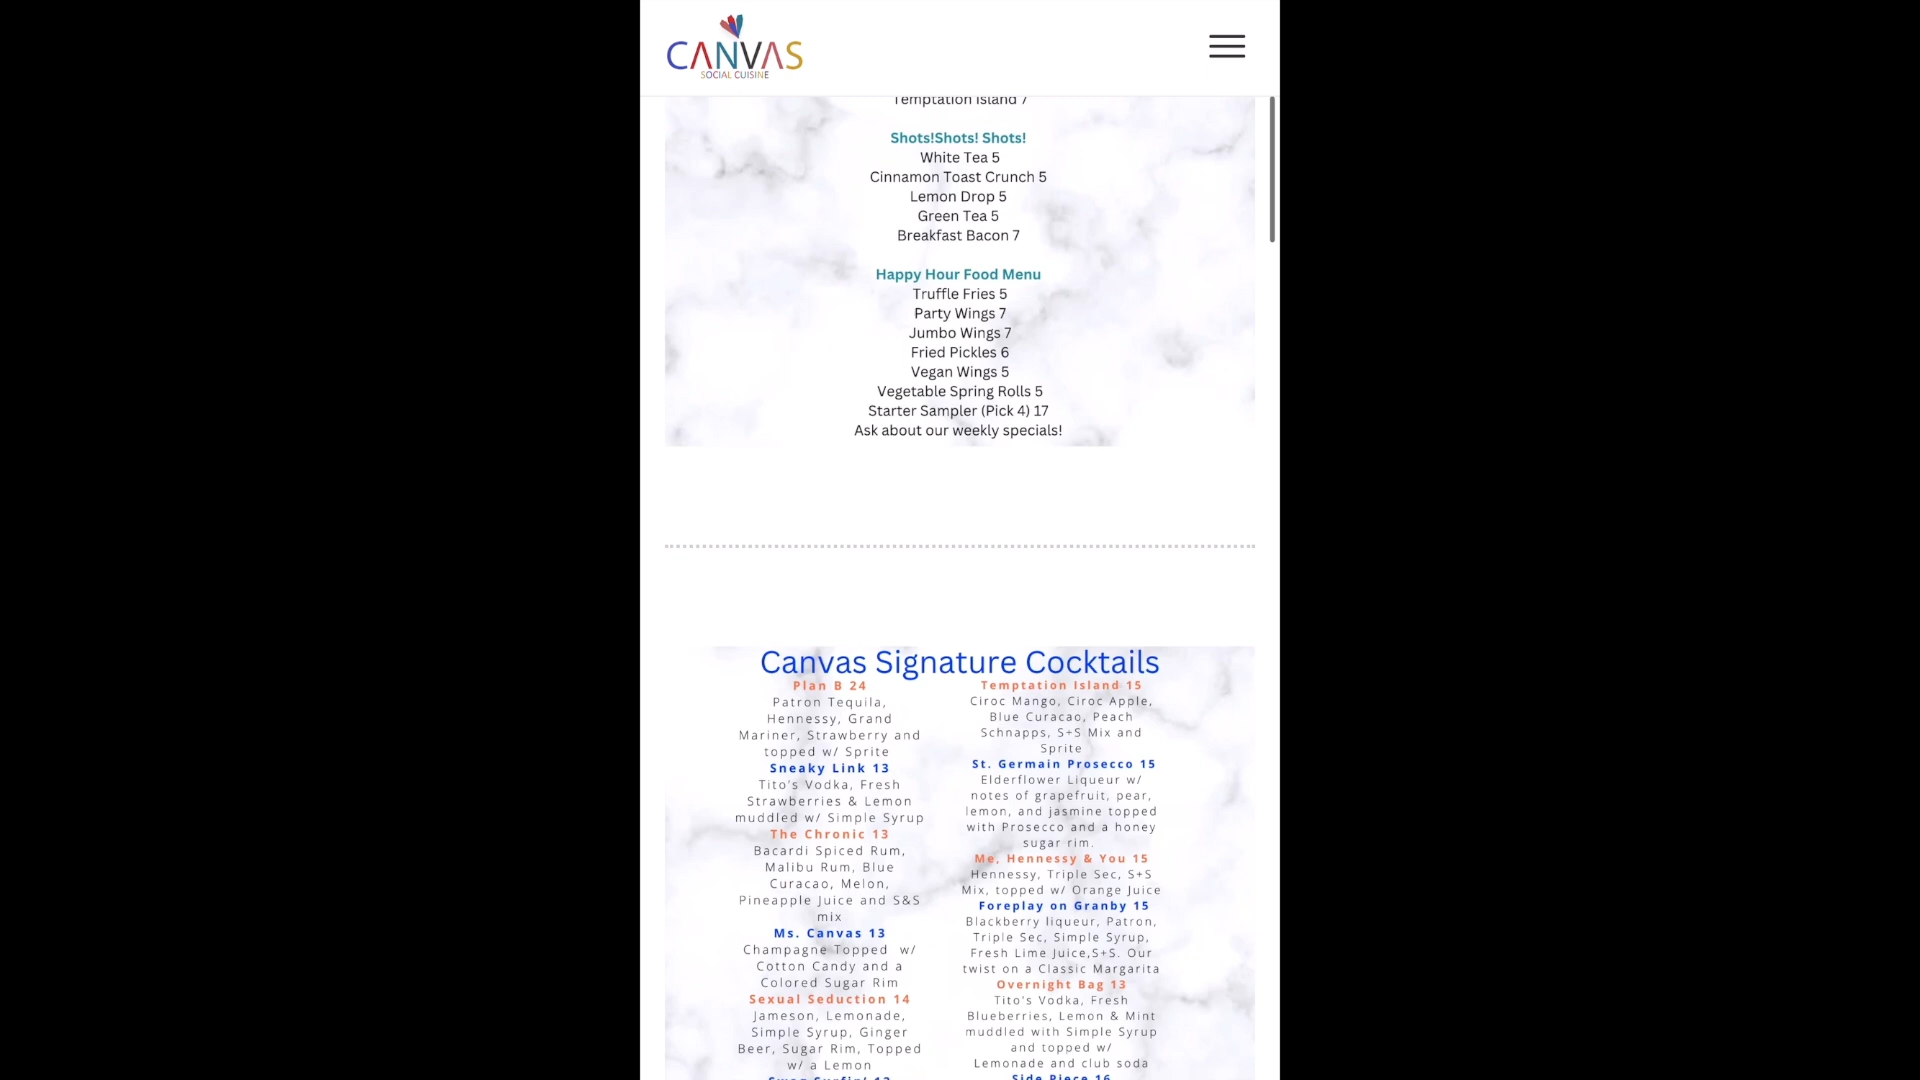 CANVAS
SOCIAL CUISINE
Temptation Island 7
Shots!Shots! Shots!
White Tea 5
Cinnamon Toast Crunch 5
Lemon Drop 5
Green Tea 5
Breakfast Bacon 7
Happy Hour Food Menu
Truffle Fries 5
Party Wings 7
Jumbo Wings 7
Fried Pickles 6
Vegan Wings 5
Vegetable Spring Rolls 5
Starter Sampler (Pick 4) 17
Ask about our weekly specials!
Canvas Signature Cocktails
Plan B 24
Patron Tequila,
Hennessy, Grand
Mariner, Strawberry and
topped w/ Sprite
Sneaky Link 13
Tito's Vodka, Fresh
Strawberries & Lemon
muddled w/ Simple Syrup
The Chronic 13
Bacardi Spiced Rum,
Malibu Rum, Blue
Curacao, Melon,
Pineapple Juice and S&S
mix
Ms. Canvas 13
Champagne Topped w/
Cotton Candy and a
Colored Sugar Rim
Sexual Seduction 14
Jameson, Lemonade,
Simple Syrup, Ginger
Beer, Sugar Rim, Topped
w/ a Lemon
Temptation Island 15
Ciroc Mango, Ciroc Apple,
Blue Curacao, Peach
Schnapps, S+S Mix and
Sprite
St. Germain Prosecco 15
Elderflower Liqueur w/
notes of grapefruit, pear,
lemon, and jasmine topped
with Prosecco and a honey
sugar rim.
Me, Hennessy & You 15
Hennessy, Triple Sec, S+S
Mix, topped w/ Orange Juice
Foreplay on Granby 15
Blackberry liqueur, Patron,
Triple Sec, Simple Syrup,
Fresh Lime Juice,S+S. Our
twist on a Classic Margarita
Overnight Bag 13
Tito's Vodka, Fresh
Blueberries, Lemon & Mint
muddled with Simple Syrup
and topped w/
Lemonade and club soda
Side Piece 16